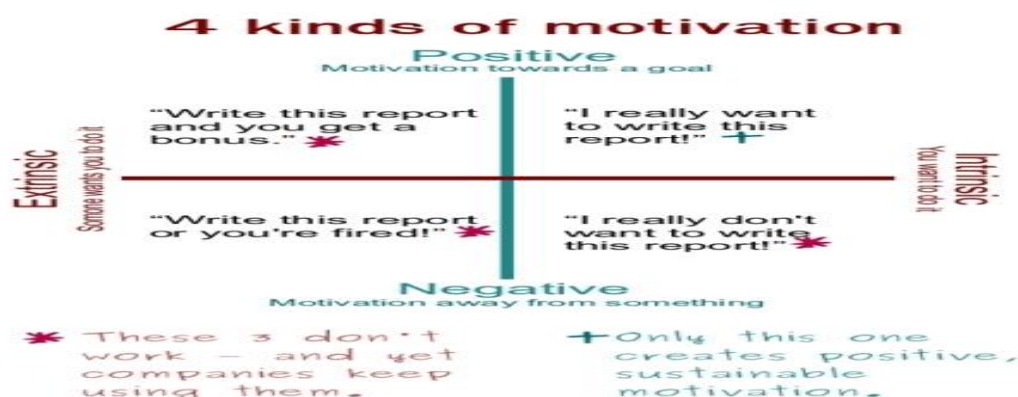 4 kinds of motivation
Positive
Motivation towards a goal
"Write this report
and you get a
bonus."
"I really want
to write this
report!"
Extrinsic
Somone wants you to do it
Intrinsic
You want to do it
"Write this report
or you're fired!"
"I really don't
want to write
this report!"
Negative
Motivation away from something
These 3 don't
work – and yet
companies keep
using them.
Only this one
creates positive,
sustainable
motivation.